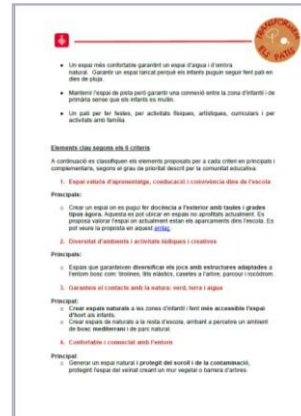 TRANSFORMEM
ELS PATIS
• Un espai més confortable garantint un espai d'aigua i d'ombra
natural. Garantir un espai tancat perquè els infants puguin seguir fent pati en
dies de pluja.
• Mantenir l'espai de pista però garantir una connexió entre la zona d'infantil i de
primària sense que els infants es mullin.
• Un pati per fer festes, per activitats físiques, artístiques, curriculars i per
activitats amb família.
Elements clau segons els 6 criteris
A continuació es classifiquen els elements proposats per a cada criteri en principals i
complementaris, segons el grau de prioritat descrit per la comunitat educativa.
1. Espai valuós d'aprenentatge, coeducació i convivència dins de l'escola
Principals:
○ Crear un espai on es pugui fer docència a l'exterior amb taules i grades
tipus àgora. Aquesta es pot ubicar en espais no aprofitats actualment. Es
proposa valorar l'espai on actualment estan els aparcaments dins l'escola. Es
pot veure la proposta en aquest enllaç.
2. Diversitat d'ambients i activitats lúdiques i creatives
Principals:
○ Espais que garanteixen diversificar els jocs amb estructures adaptades a
l'entorn bosc com: tirolines, llits elàstics, casetes a l'arbre, parcour i rocòdrom.
3. Garanteix el contacte amb la natura: verd, terra i aigua
Principal:
○ Crear espais naturals a les zones d'infantil i fent més accessible l'espai
d'hort als infants.
○ Crear espais de naturals a la resta d'escola, arribant a percebre un ambient
de bosc mediterrani i de parc natural.
4. Confortable i connectat amb l'entorn
Principal:
○ Generar un espai natural i protegit del soroll i de la contaminació,
protegint l'espai del veïnat creant un mur vegetal o barrera d'arbres.